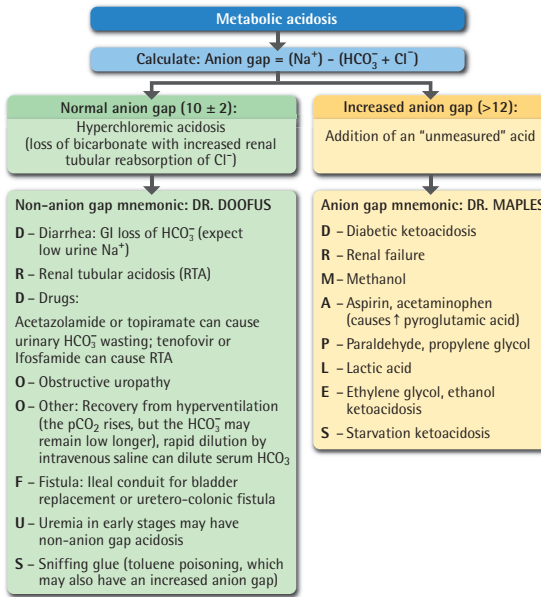 Metabolic acidosis
Calculate: Anion gap = (Na⁺) - (HCO₃⁻ + Cl⁻)
Normal anion gap (10 ± 2):
Hyperchloremic acidosis
(loss of bicarbonate with increased renal
tubular reabsorption of Cl⁻)
Increased anion gap (>12):
Addition of an "unmeasured" acid
Non-anion gap mnemonic: DR. DOOFUS
D – Diarrhea: GI loss of HCO₃⁻ (expect
low urine Na⁺)
R – Renal tubular acidosis (RTA)
D – Drugs:
Acetazolamide or topiramate can cause
urinary HCO₃⁻ wasting; tenofovir or
Ifosfamide can cause RTA
O – Obstructive uropathy
O – Other: Recovery from hyperventilation
(the pCO₂ rises, but the HCO₃⁻ may
remain low longer), rapid dilution by
intravenous saline can dilute serum HCO₃
F – Fistula: Ileal conduit for bladder
replacement or uretero-colonic fistula
U – Uremia in early stages may have
non-anion gap acidosis
S – Sniffing glue (toluene poisoning, which
may also have an increased anion gap)
Anion gap mnemonic: DR. MAPLES
D – Diabetic ketoacidosis
R – Renal failure
M – Methanol
A – Aspirin, acetaminophen
(causes ↑ pyroglutamic acid)
P – Paraldehyde, propylene glycol
L – Lactic acid
E – Ethylene glycol, ethanol
ketoacidosis
S – Starvation ketoacidosis